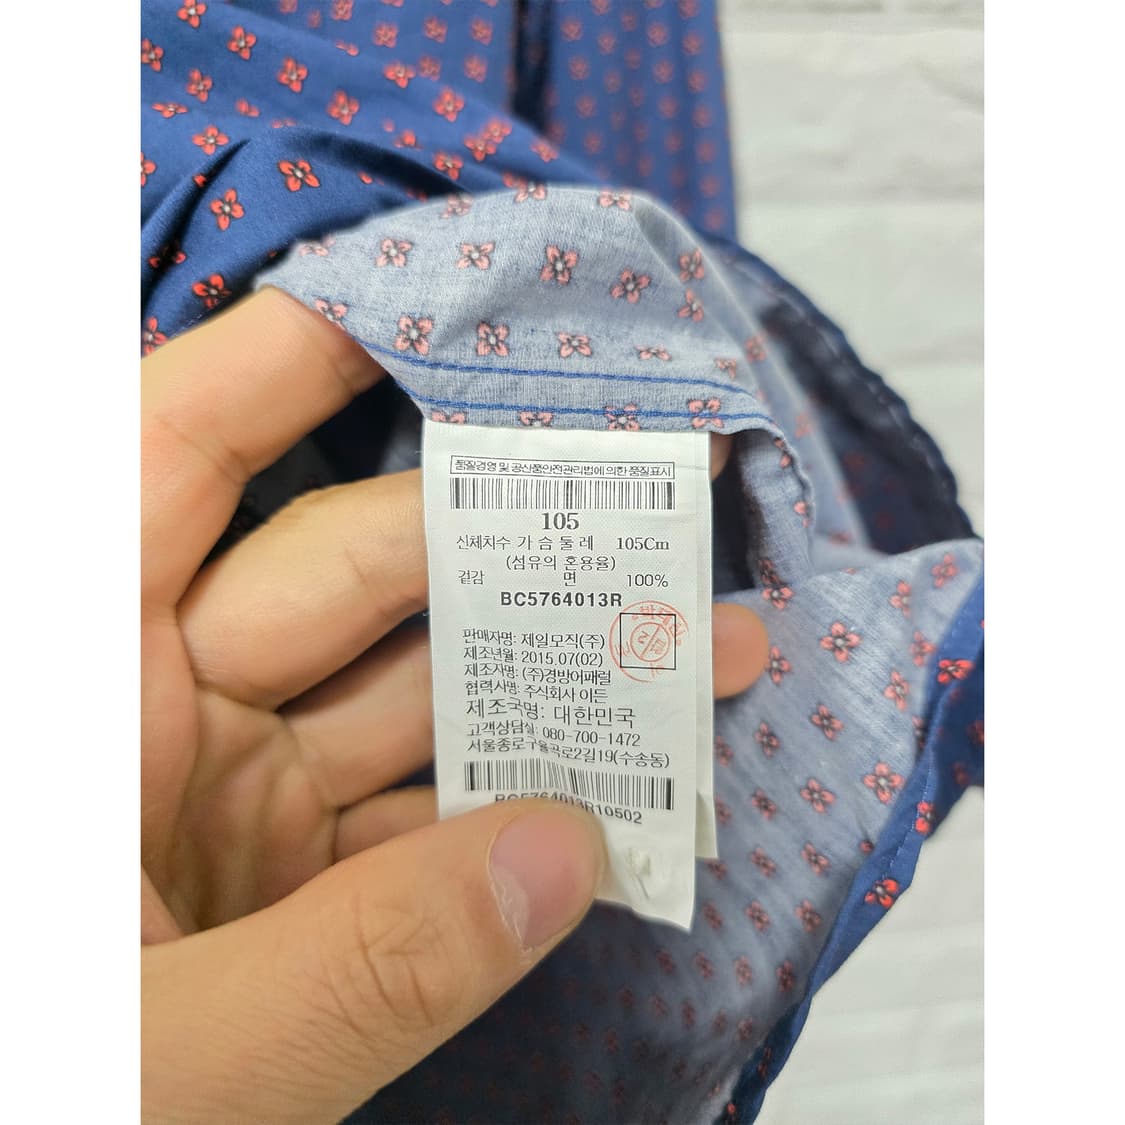 품질경영 및 공산품안전관리법에 의한 품질표시
105
신체치수 가 슴 둘 레 105Cm
(섬유의 혼용율)
겉감 면 100%
BC5764013R
판매자명: 제일모직(주)
제조년월: 2015.07(02)
제조자명: (주)경방어패럴
협력사명: 주식회사 이든
제조국명: 대한민국
고객상담실: 080-700-1472
서울종로구율곡로2길19(수송동)
BC5764013R10502